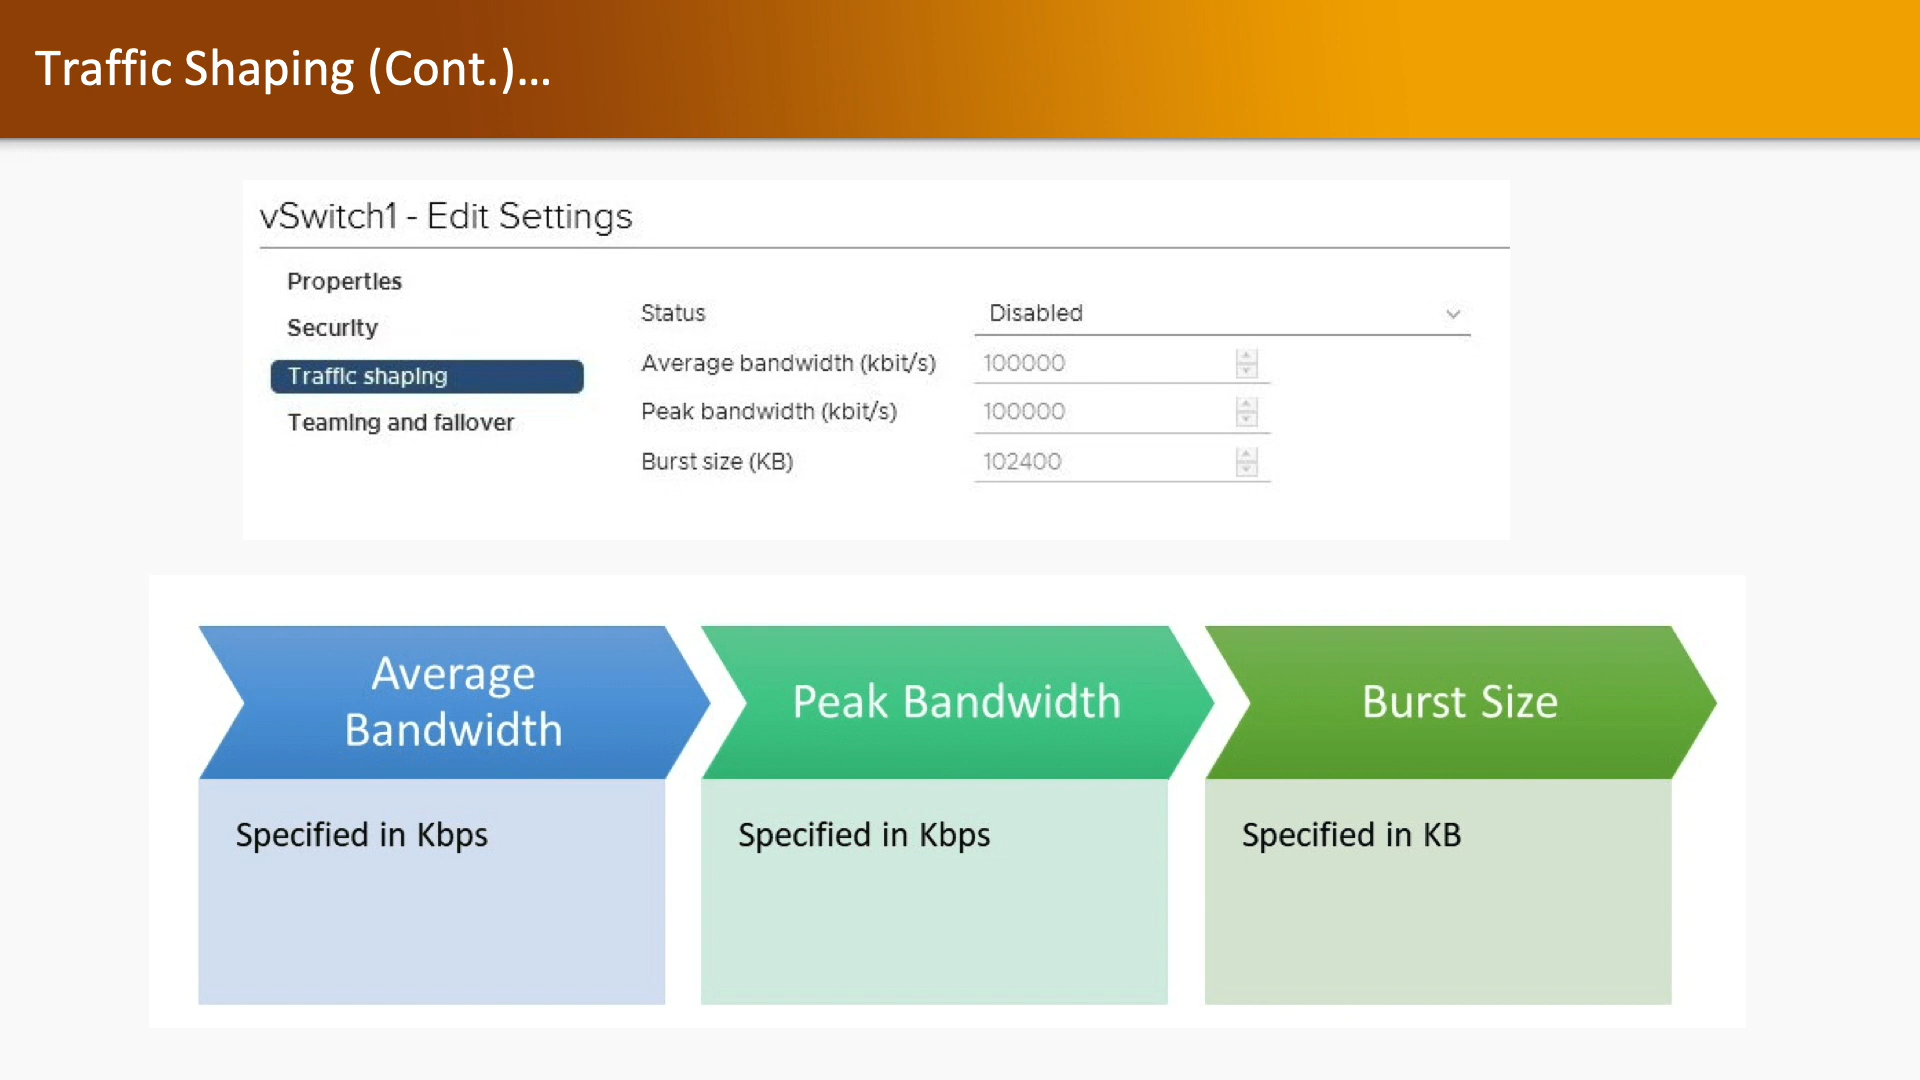 Traffic Shaping (Cont.)...
vSwitch1 - Edit Settings
Properties
Security
Traffic shaping
Teaming and failover
Status Disabled
Average bandwidth (kbit/s) 100000
Peak bandwidth (kbit/s) 100000
Burst size (KB) 102400
Average
Bandwidth
Specified in Kbps
Peak Bandwidth
Specified in Kbps
Burst Size
Specified in KB